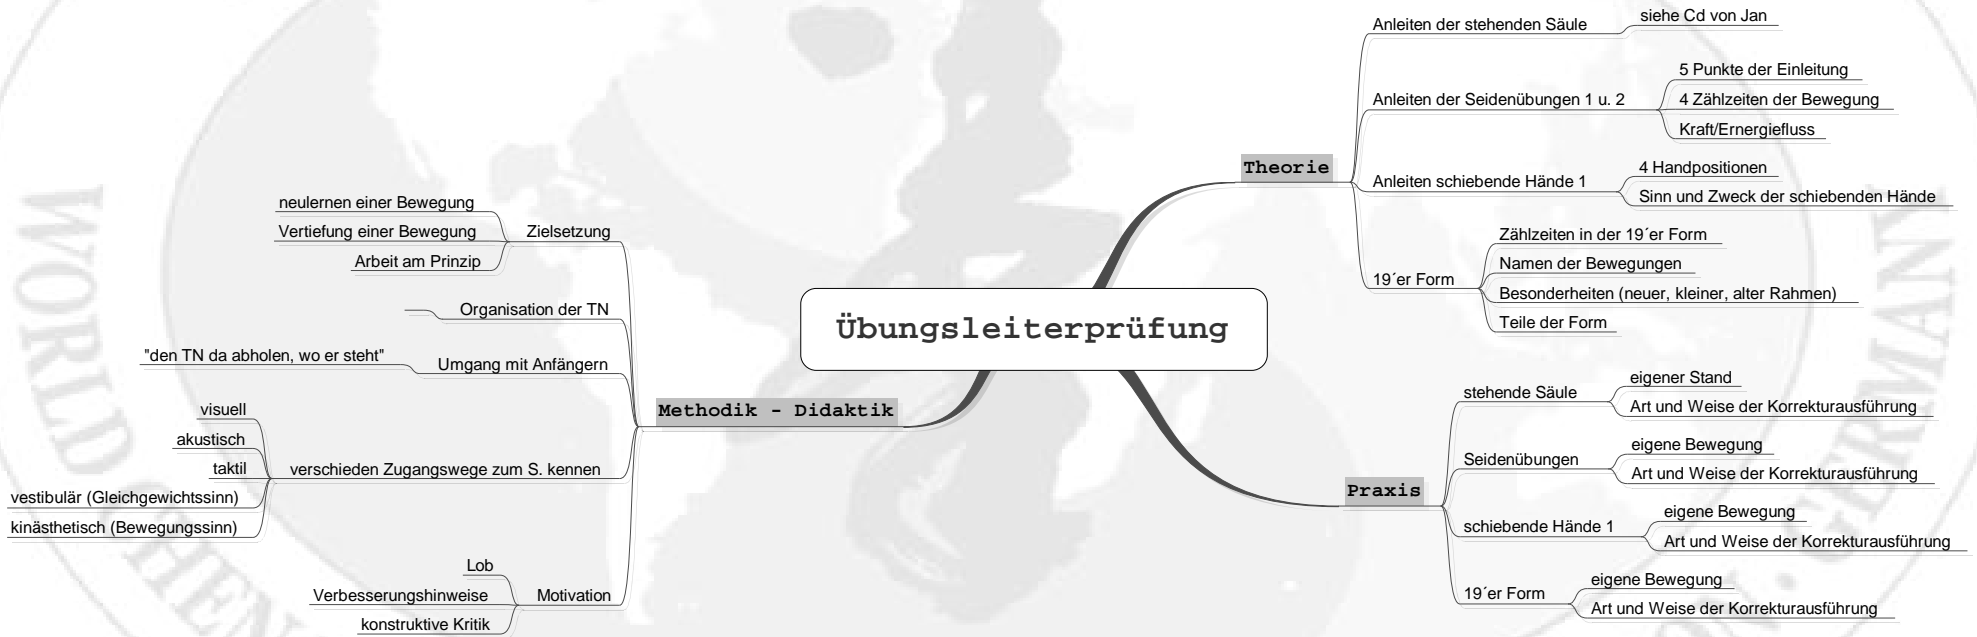 Übungsleiterprüfung
Theorie
Anleiten der stehenden Säule
siehe Cd von Jan
Anleiten der Seidenübungen 1 u. 2
5 Punkte der Einleitung
4 Zählzeiten der Bewegung
Kraft/Ernergiefluss
Anleiten schiebende Hände 1
4 Handpositionen
Sinn und Zweck der schiebenden Hände
19´er Form
Zählzeiten in der 19´er Form
Namen der Bewegungen
Besonderheiten (neuer, kleiner, alter Rahmen)
Teile der Form
Praxis
stehende Säule
eigener Stand
Art und Weise der Korrekturausführung
Seidenübungen
eigene Bewegung
Art und Weise der Korrekturausführung
schiebende Hände 1
eigene Bewegung
Art und Weise der Korrekturausführung
19´er Form
eigene Bewegung
Art und Weise der Korrekturausführung
Methodik - Didaktik
Zielsetzung
neulernen einer Bewegung
Vertiefung einer Bewegung
Arbeit am Prinzip
Organisation der TN
Umgang mit Anfängern
"den TN da abholen, wo er steht"
verschieden Zugangswege zum S. kennen
visuell
akustisch
taktil
vestibulär (Gleichgewichtssinn)
kinästhetisch (Bewegungssinn)
Motivation
Lob
Verbesserungshinweise
konstruktive Kritik
WORLD CHEN
GERMANY